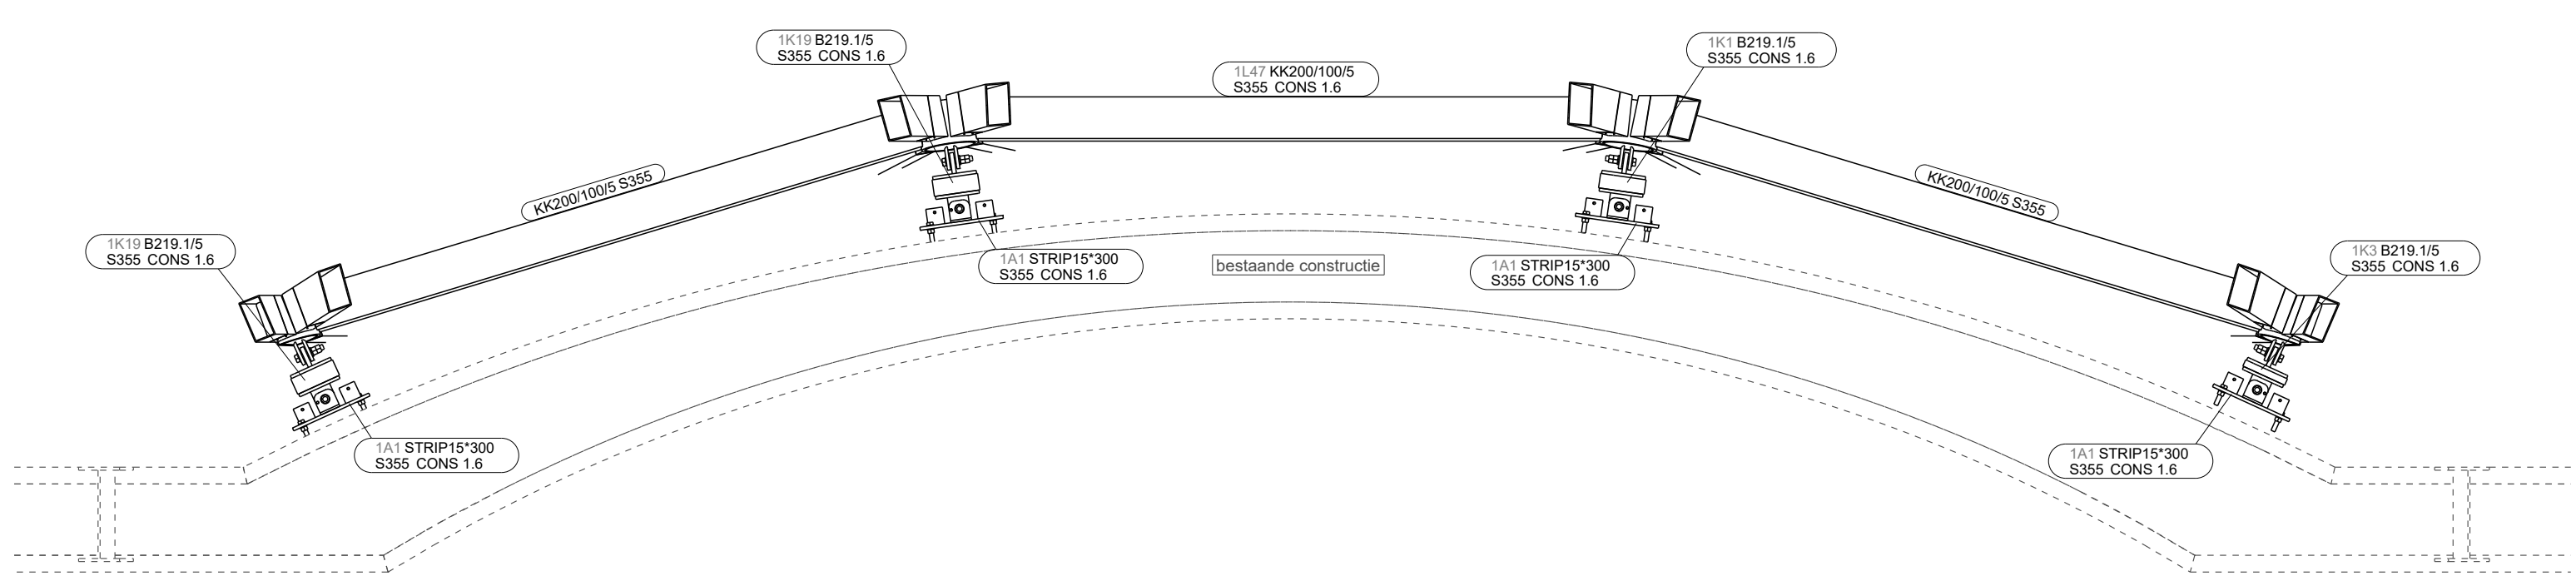 1K19 B219.1/5
S355 CONS 1.6
1K1 B219.1/5
S355 CONS 1.6
1L47 KK200/100/5
S355 CONS 1.6
KK200/100/5 S355
KK200/100/5 S355
1K19 B219.1/5
S355 CONS 1.6
1K3 B219.1/5
S355 CONS 1.6
1A1 STRIP15*300
S355 CONS 1.6
bestaande constructie
1A1 STRIP15*300
S355 CONS 1.6
1A1 STRIP15*300
S355 CONS 1.6
1A1 STRIP15*300
S355 CONS 1.6